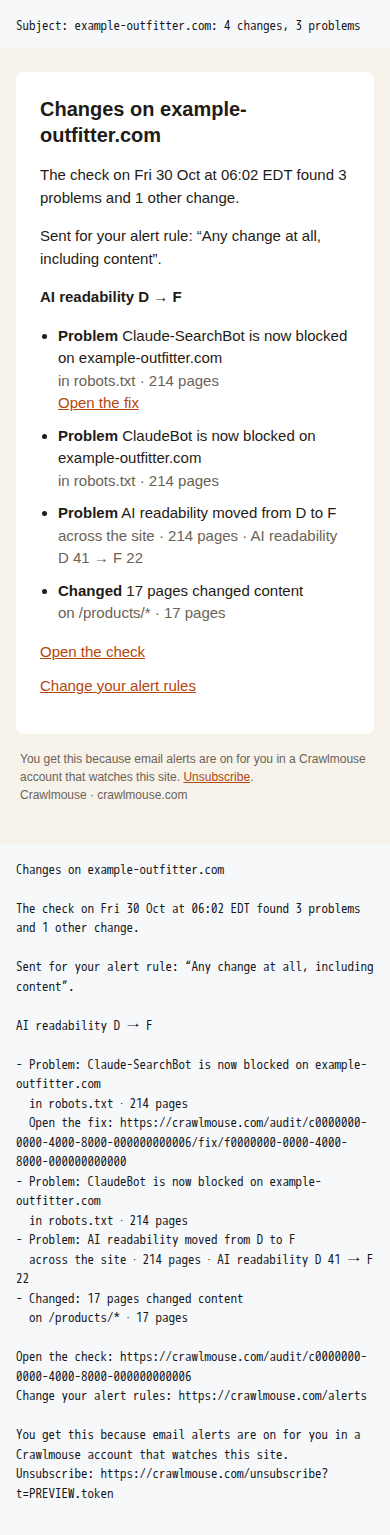 Subject: example-outfitter.com: 4 changes, 3 problems
Changes on example-
outfitter.com
The check on Fri 30 Oct at 06:02 EDT found 3
problems and 1 other change.
Sent for your alert rule: “Any change at all,
including content”.
AI readability D → F
• Problem Claude-SearchBot is now blocked
on example-outfitter.com
in robots.txt · 214 pages
Open the fix
• Problem ClaudeBot is now blocked on
example-outfitter.com
in robots.txt · 214 pages
• Problem AI readability moved from D to F
across the site · 214 pages · AI readability
D 41 → F 22
• Changed 17 pages changed content
on /products/* · 17 pages
Open the check
Change your alert rules
You get this because email alerts are on for you in a Crawlmouse
account that watches this site. Unsubscribe.
Crawlmouse · crawlmouse.com
Changes on example-outfitter.com
The check on Fri 30 Oct at 06:02 EDT found 3 problems
and 1 other change.
Sent for your alert rule: “Any change at all, including
content”.
AI readability D → F
- Problem: Claude-SearchBot is now blocked on example-
outfitter.com
in robots.txt · 214 pages
Open the fix: https://crawlmouse.com/audit/c0000000-
0000-4000-8000-000000000006/fix/f0000000-0000-4000-
8000-000000000000
- Problem: ClaudeBot is now blocked on example-
outfitter.com
in robots.txt · 214 pages
- Problem: AI readability moved from D to F
across the site · 214 pages · AI readability D 41 → F
22
- Changed: 17 pages changed content
on /products/* · 17 pages
Open the check: https://crawlmouse.com/audit/c0000000-
0000-4000-8000-000000000006
Change your alert rules: https://crawlmouse.com/alerts
You get this because email alerts are on for you in a
Crawlmouse account that watches this site.
Unsubscribe: https://crawlmouse.com/unsubscribe?
t=PREVIEW.token